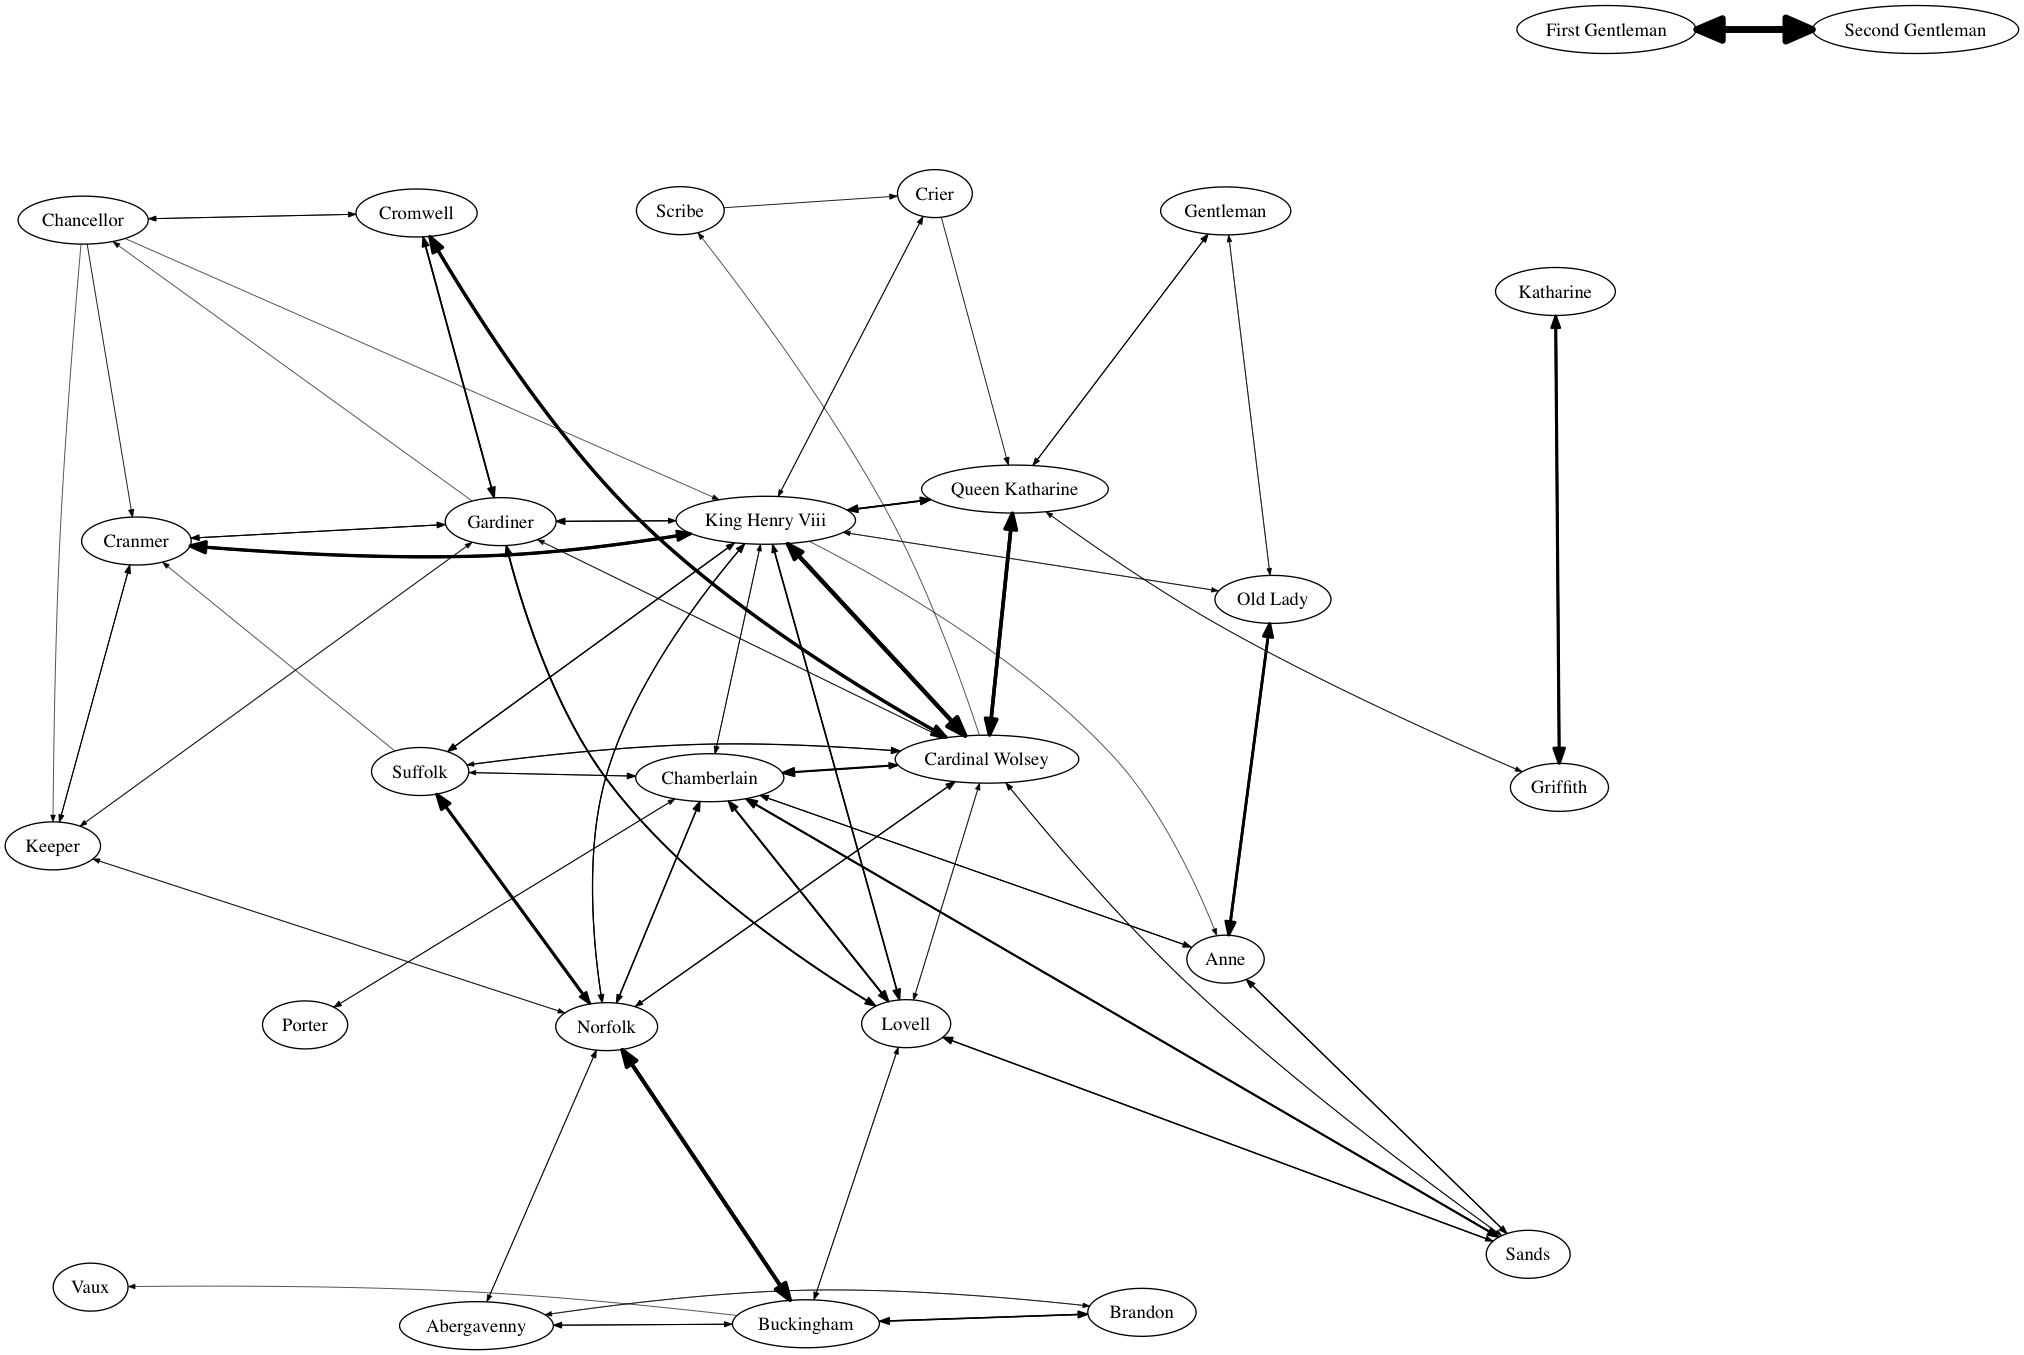 First Gentleman
Second Gentleman
Chancellor
Cromwell
Scribe
Crier
Gentleman
Katharine
Cranmer
Gardiner
King Henry Viii
Queen Katharine
Old Lady
Suffolk
Chamberlain
Cardinal Wolsey
Griffith
Keeper
Anne
Porter
Norfolk
Lovell
Sands
Vaux
Abergavenny
Buckingham
Brandon